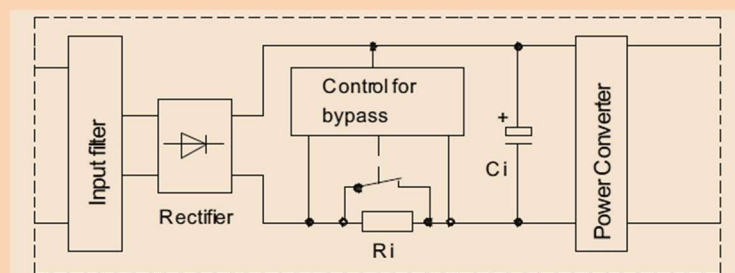 Input filter
Rectifier
Control for
bypass
Ri
+
Ci
Power Converter